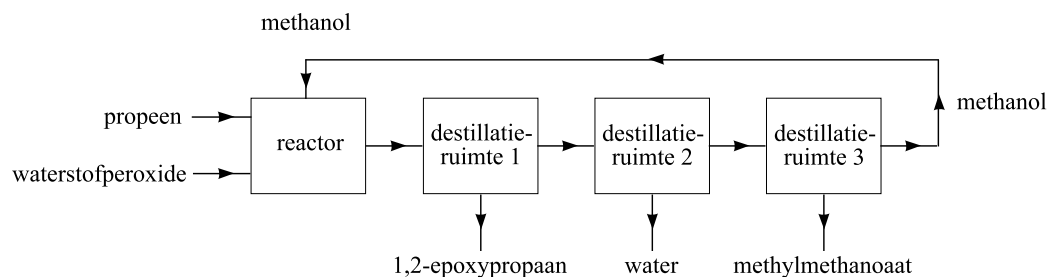 methanol
methanol
propeen
waterstofperoxide
reactor
destillatie-
ruimte 1
destillatie-
ruimte 2
destillatie-
ruimte 3
1,2-epoxypropaan
water
methylmethanoaat